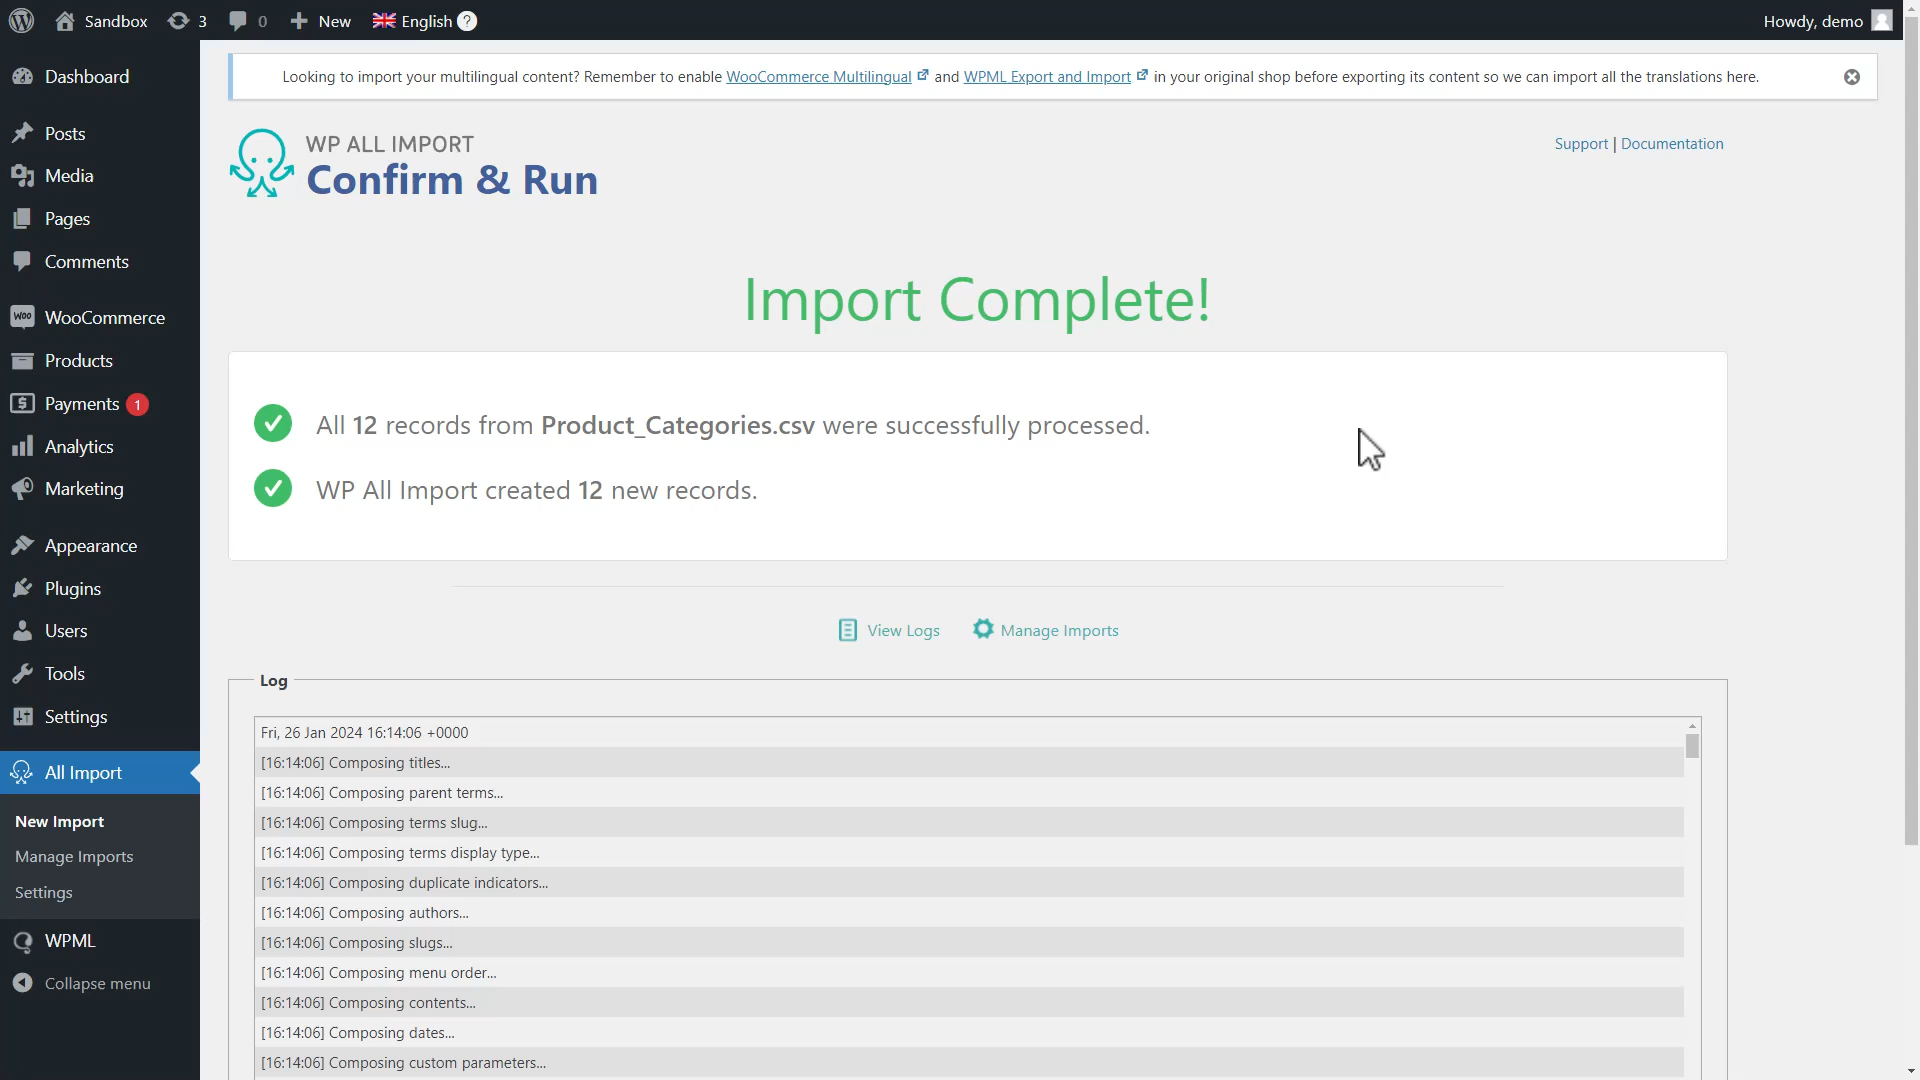 Sandbox 3 0 New English ? Howdy, demo
Dashboard
Posts
Media
Pages
Comments
WooCommerce
Products
Payments 1
Analytics
Marketing
Appearance
Plugins
Users
Tools
Settings
All Import
New Import
Manage Imports
Settings
WPML
Collapse menu
Looking to import your multilingual content? Remember to enable WooCommerce Multilingual and WPML Export and Import in your original shop before exporting its content so we can import all the translations here.
WP ALL IMPORT
Confirm & Run
Support | Documentation
Import Complete!
All 12 records from Product_Categories.csv were successfully processed.
WP All Import created 12 new records.
View Logs Manage Imports
Log
Fri, 26 Jan 2024 16:14:06 +0000
[16:14:06] Composing titles...
[16:14:06] Composing parent terms...
[16:14:06] Composing terms slug...
[16:14:06] Composing terms display type...
[16:14:06] Composing duplicate indicators...
[16:14:06] Composing authors...
[16:14:06] Composing slugs...
[16:14:06] Composing menu order...
[16:14:06] Composing contents...
[16:14:06] Composing dates...
[16:14:06] Composing custom parameters...